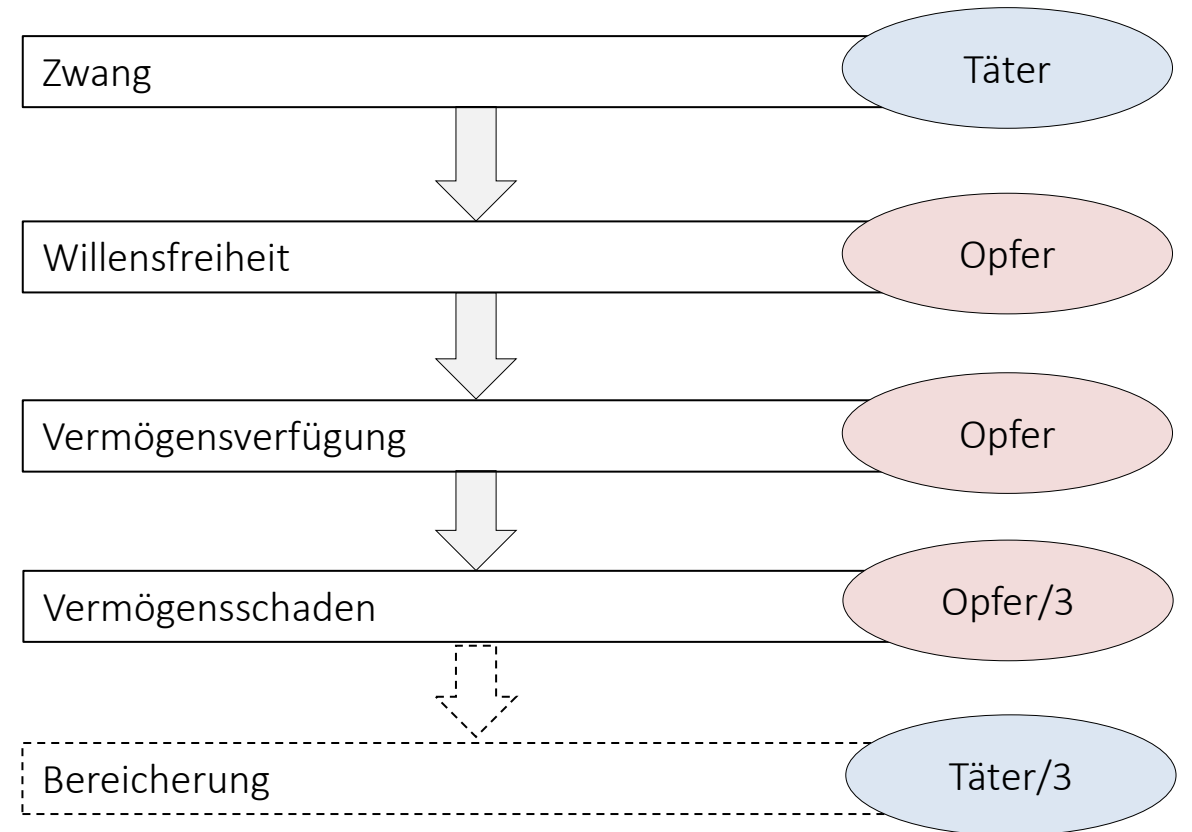 Zwang
Täter
Willensfreiheit
Opfer
Vermögensverfügung
Opfer
Vermögensschaden
Opfer/3
Bereicherung
Täter/3